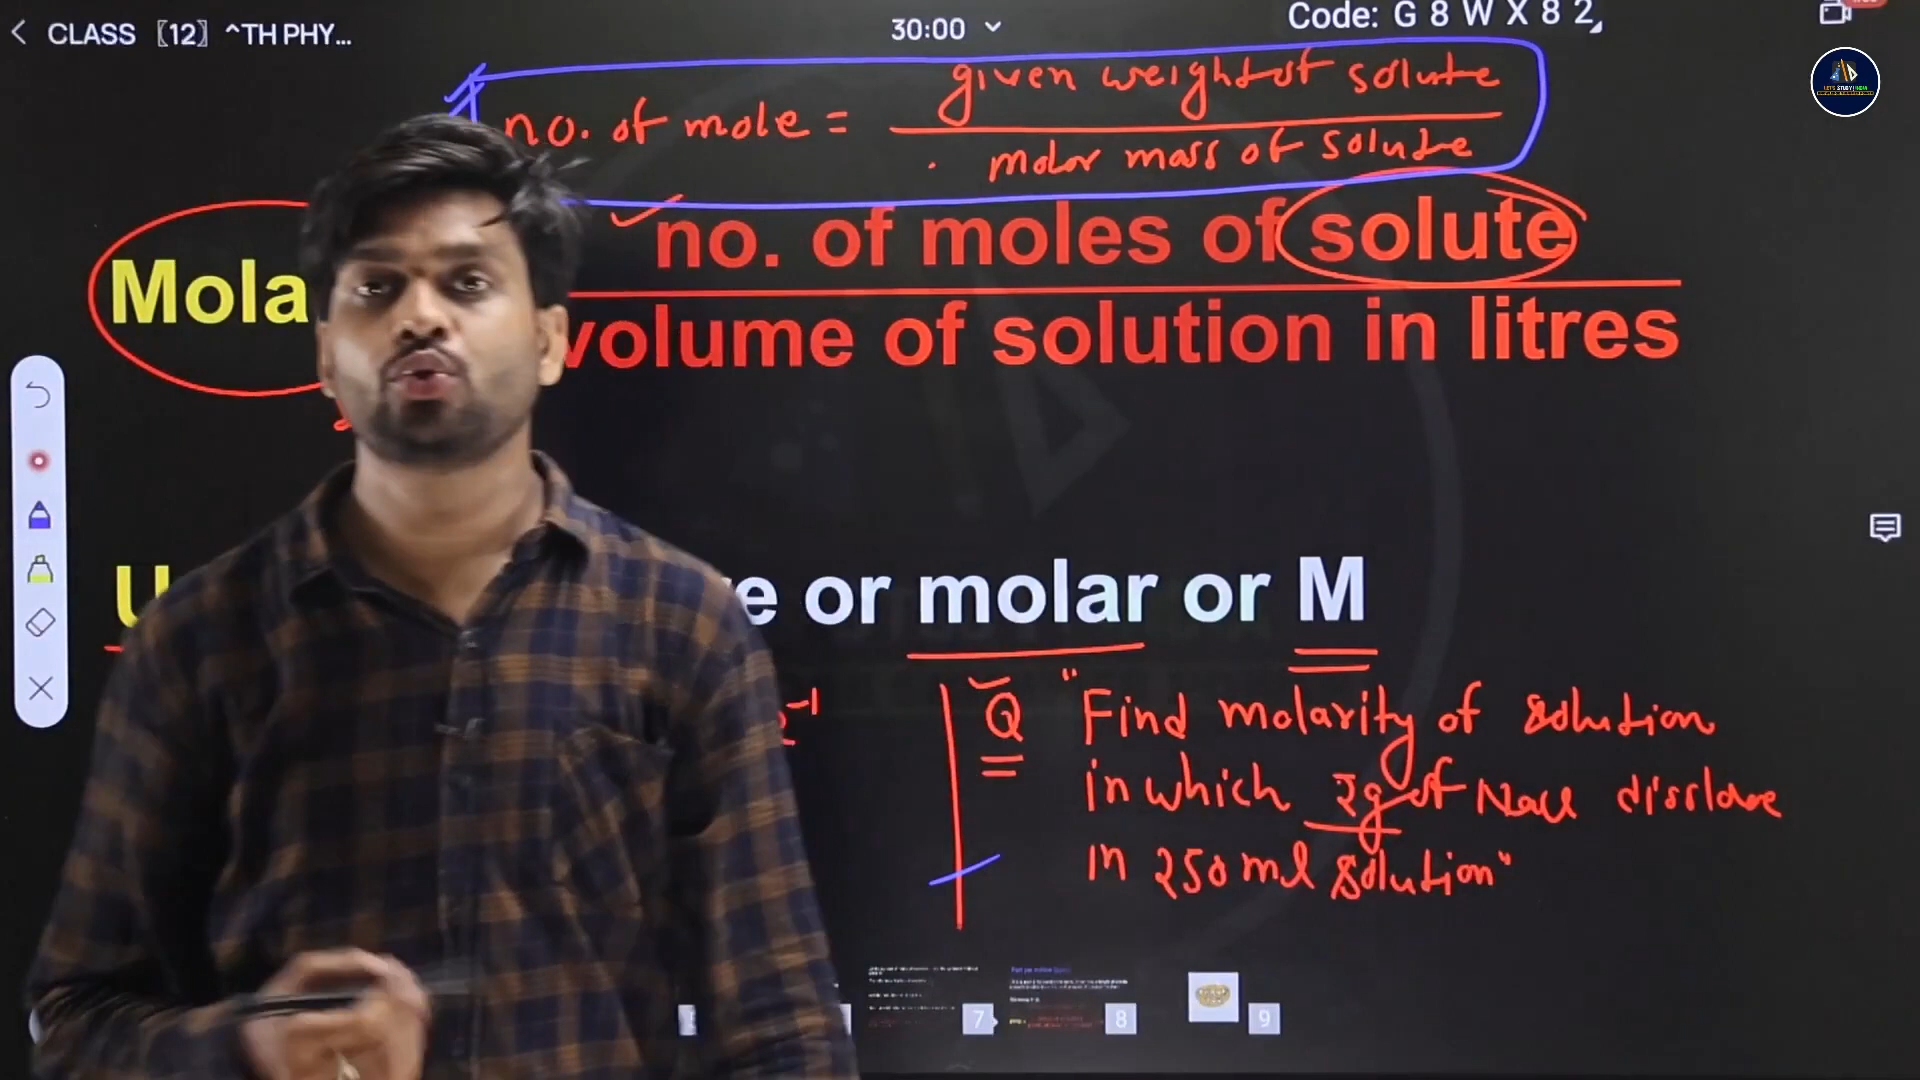 CLASS 〖12〗 ^TH PHY...
30:00
Code: G 8 W X 8 2
no. of mole = given weight of solute
molar mass of solute
no. of moles of solute
Mola
volume of solution in litres
U e or molar or M
-1
Q "Find molarity of solution
in which 2g of Nacl disslove
in 250 ml solution"
7 8 9